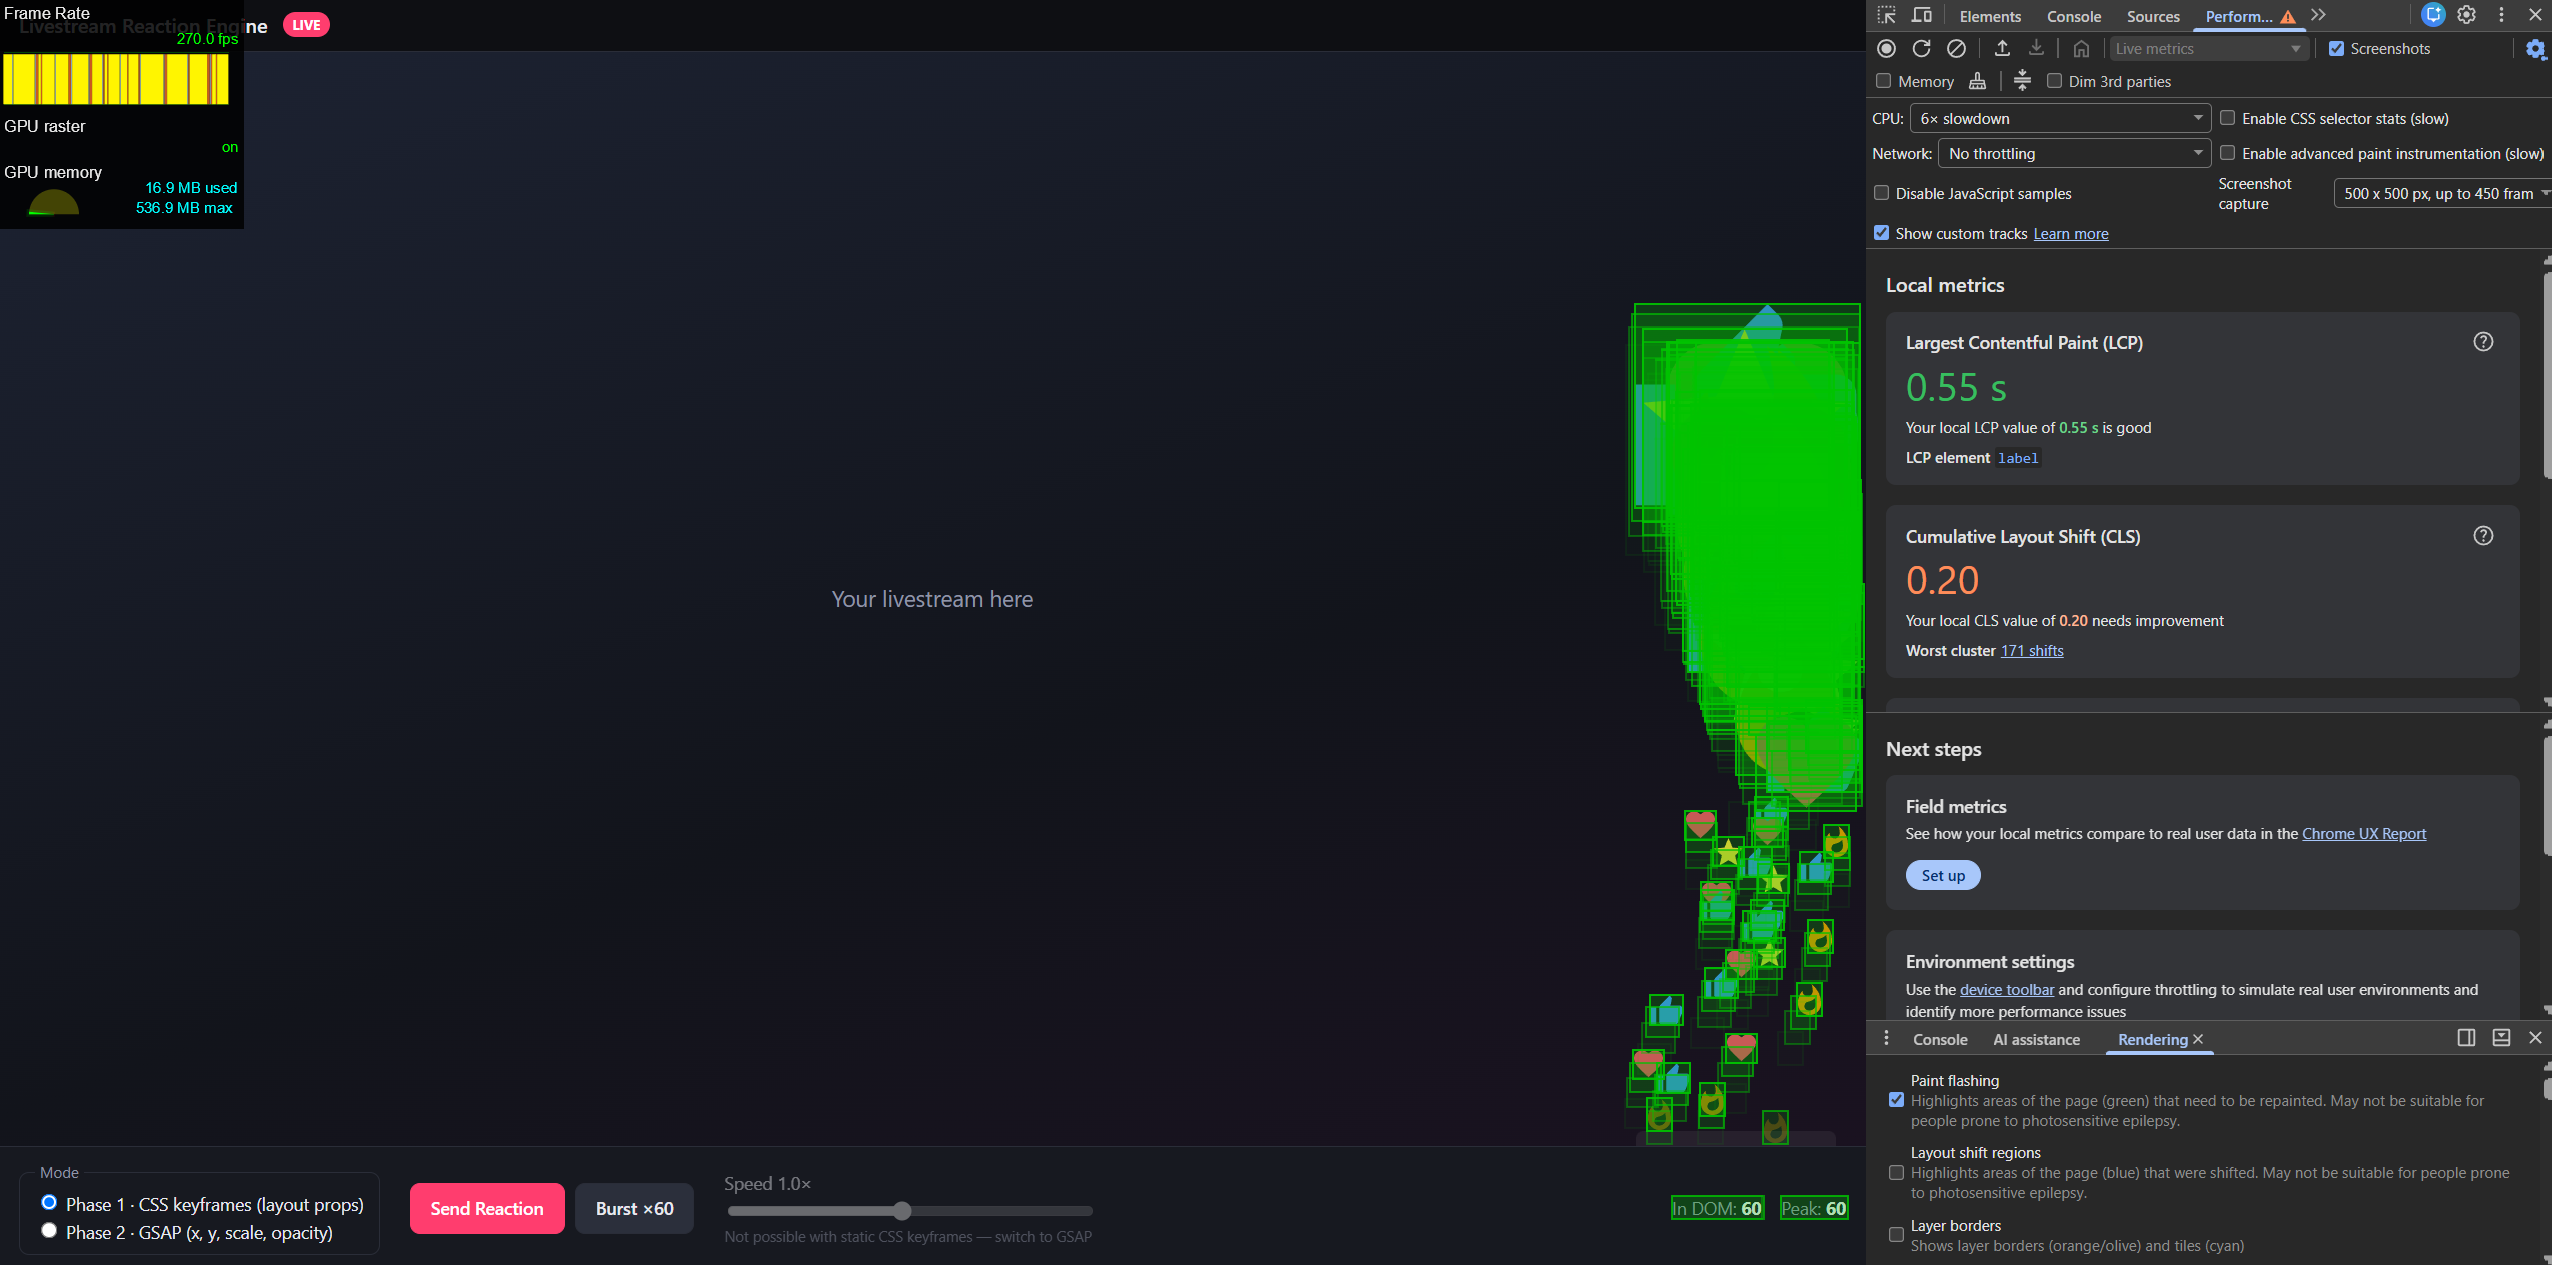 Frame Rate
Livestream Reaction Engine
LIVE
270.0 fps
GPU raster
on
GPU memory
16.9 MB used
536.9 MB max
Your livestream here
Mode
Phase 1 · CSS keyframes (layout props)
Phase 2 · GSAP (x, y, scale, opacity)
Send Reaction
Burst ×60
Speed 1.0×
Not possible with static CSS keyframes — switch to GSAP
In DOM: 60
Peak: 60
Elements
Console
Sources
Perform...
Live metrics
Screenshots
Memory
Dim 3rd parties
CPU:
6× slowdown
Enable CSS selector stats (slow)
Network:
No throttling
Enable advanced paint instrumentation (slow)
Disable JavaScript samples
Screenshot
capture
500 x 500 px, up to 450 fram
Show custom tracks Learn more
Local metrics
Largest Contentful Paint (LCP)
0.55 s
Your local LCP value of 0.55 s is good
LCP element label
Cumulative Layout Shift (CLS)
0.20
Your local CLS value of 0.20 needs improvement
Worst cluster 171 shifts
Next steps
Field metrics
See how your local metrics compare to real user data in the Chrome UX Report
Set up
Environment settings
Use the device toolbar and configure throttling to simulate real user environments and
identify more performance issues
Console
AI assistance
Rendering
Paint flashing
Highlights areas of the page (green) that need to be repainted. May not be suitable for
people prone to photosensitive epilepsy.
Layout shift regions
Highlights areas of the page (blue) that were shifted. May not be suitable for people prone
to photosensitive epilepsy.
Layer borders
Shows layer borders (orange/olive) and tiles (cyan)